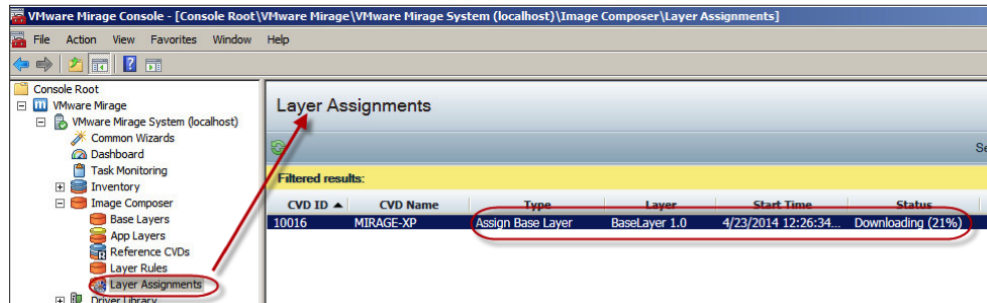 VMware Mirage Console - [Console Root\VMware Mirage\VMware Mirage System (localhost)\Image Composer\Layer Assignments]
File Action View Favorites Window Help
Console Root
VMware Mirage
VMware Mirage System (localhost)
Common Wizards
Dashboard
Task Monitoring
Inventory
Image Composer
Base Layers
App Layers
Reference CVDs
Layer Rules
Layer Assignments
Driver Library
Layer Assignments
Se
Filtered results:
CVD ID CVD Name Type Layer Start Time Status
10016 MIRAGE-XP Assign Base Layer BaseLayer 1.0 4/23/2014 12:26:34... Downloading (21%)